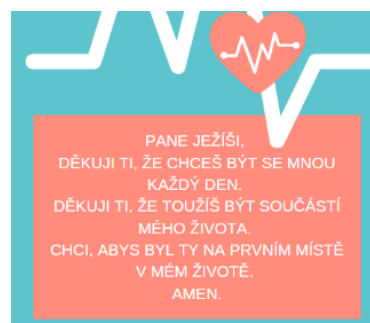 PANE JEŽÍŠI,
DĚKUJI TI, ŽE CHCEŠ BÝT SE MNOU
KAŽDÝ DEN.
DĚKUJI TI, ŽE TOUŽÍŠ BÝT SOUČÁSTÍ
MÉHO ŽIVOTA.
CHCI, ABYS BYL TY NA PRVNÍM MÍSTĚ
V MÉM ŽIVOTĚ.
AMEN.